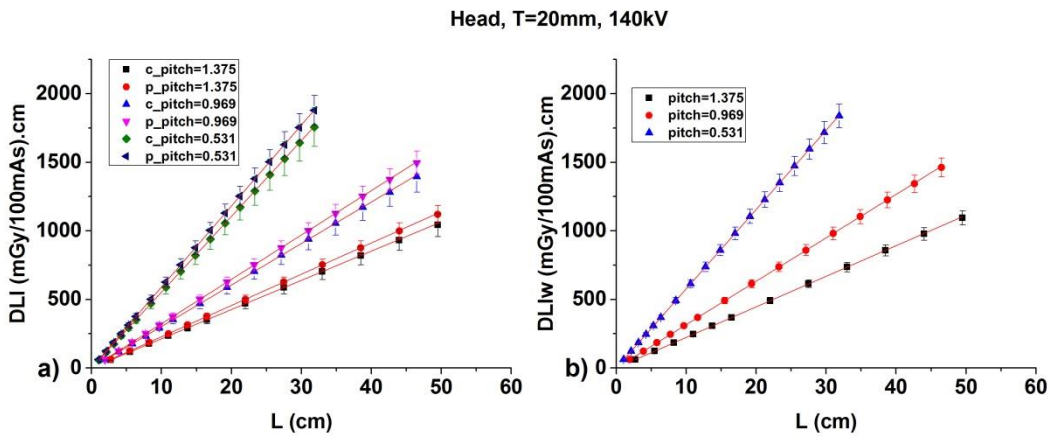 Head, T=20mm, 140kV
DLI (mGy/100mAs).cm
2000
1500
1000
500
0
c_pitch=1.375
p_pitch=1.375
c_pitch=0.969
p_pitch=0.969
c_pitch=0.531
p_pitch=0.531
a)
0 10 20 30 40 50 60
L (cm)
DLIw (mGy/100mAs).cm
2000
1500
1000
500
0
pitch=1.375
pitch=0.969
pitch=0.531
b)
0 10 20 30 40 50 60
L (cm)